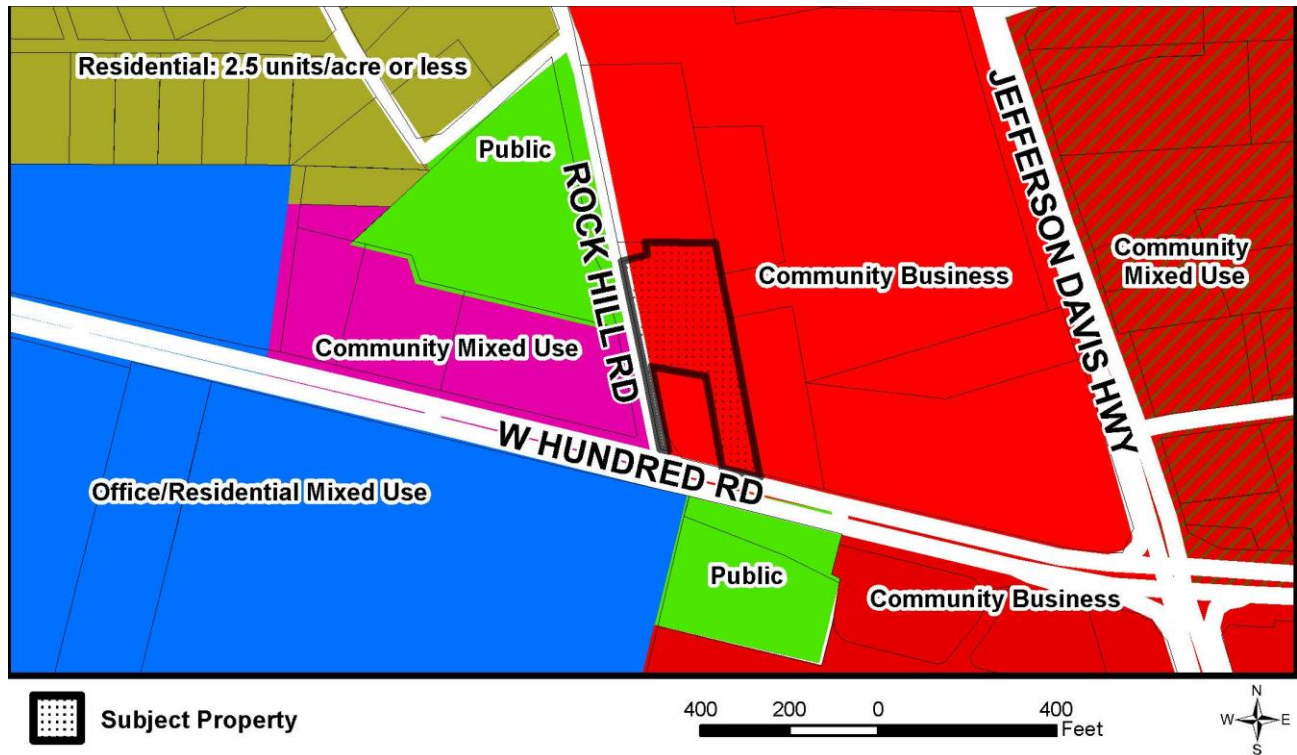 Residential: 2.5 units/acre or less
Public
ROCK HILL RD
JEFFERSON DAVIS HWY
Community Business
Community
Mixed Use
Community Mixed Use
W HUNDRED RD
Office/Residential Mixed Use
Public
Community Business
Subject Property
400 200 0 400
Feet
N
W E
S